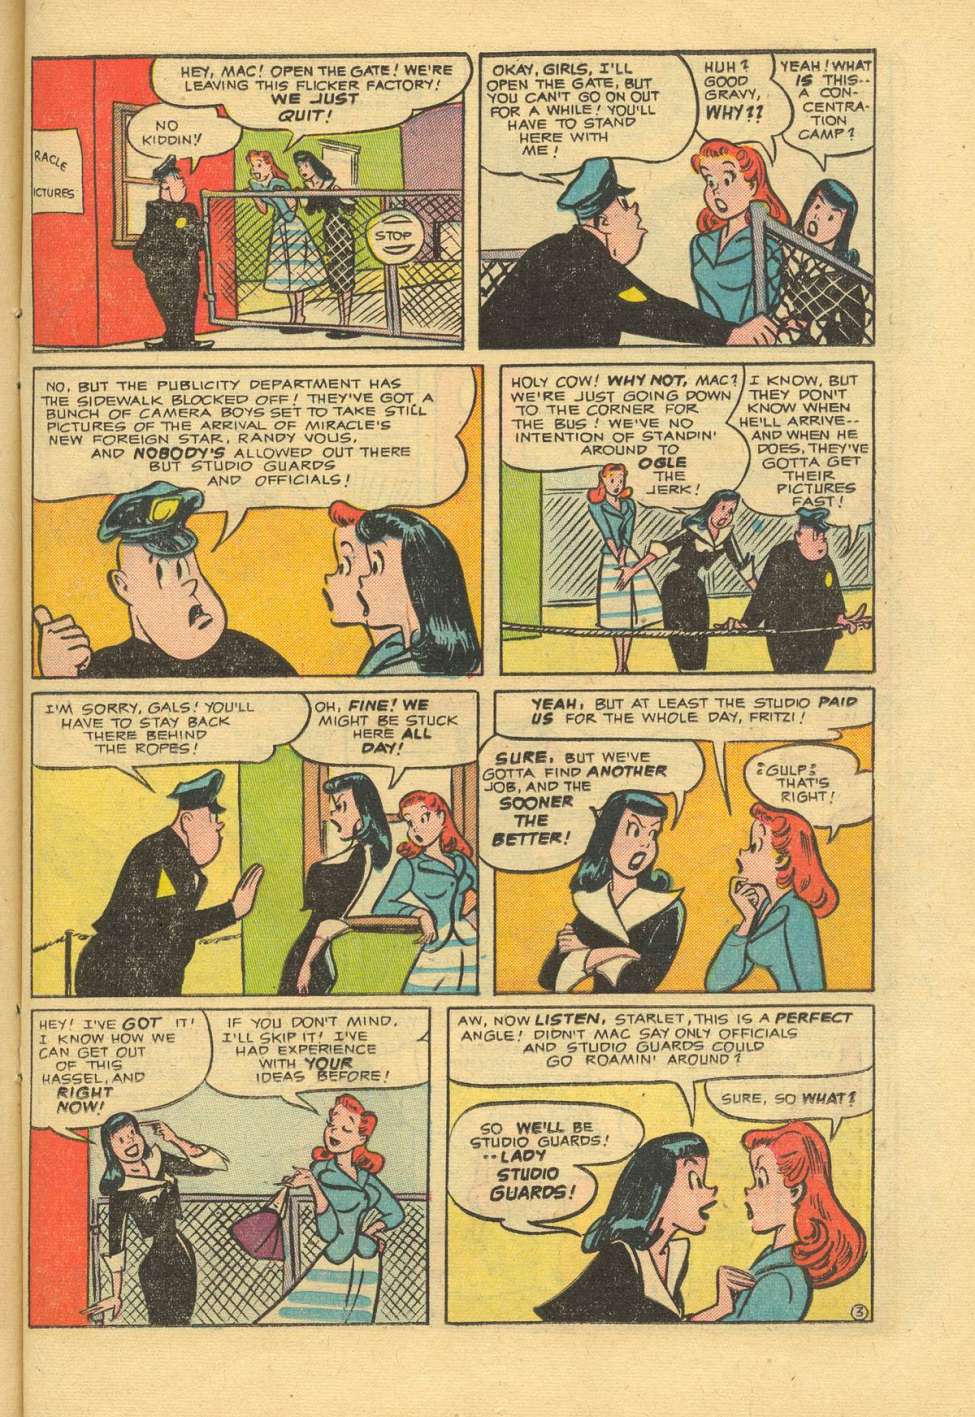 HEY, MAC! OPEN THE GATE! WE'RE
LEAVING THIS FLICKER FACTORY!
WE JUST
QUIT!
NO
KIDDIN'!
RACLE
ICTURES
STOP
OKAY, GIRLS, I'LL
OPEN THE GATE, BUT
YOU CAN'T GO ON OUT
FOR A WHILE! YOU'LL
HAVE TO STAND
HERE WITH
ME!
HUH?
GOOD
GRAVY,
WHY??
YEAH! WHAT
IS THIS--
A CON-
CENTRA-
TION
CAMP?
NO, BUT THE PUBLICITY DEPARTMENT HAS
THE SIDEWALK BLOCKED OFF! THEY'VE GOT A
BUNCH OF CAMERA BOYS SET TO TAKE STILL
PICTURES OF THE ARRIVAL OF MIRACLE'S
NEW FOREIGN STAR, RANDY VOUS,
AND NOBODY'S ALLOWED OUT THERE
BUT STUDIO GUARDS
AND OFFICIALS!
HOLY COW! WHY NOT, MAC?
WE'RE JUST GOING DOWN
TO THE CORNER FOR
THE BUS! WE'VE NO
INTENTION OF STANDIN'
AROUND TO
OGLE
THE
JERK!
I KNOW, BUT
THEY DON'T
KNOW WHEN
HE'LL ARRIVE--
AND WHEN HE
DOES, THEY'VE
GOTTA GET
THEIR
PICTURES
FAST!
I'M SORRY, GALS! YOU'LL
HAVE TO STAY BACK
THERE BEHIND
THE ROPES!
OH, FINE! WE
MIGHT BE STUCK
HERE ALL
DAY!
YEAH, BUT AT LEAST THE STUDIO PAID
US FOR THE WHOLE DAY, FRITZI!
SURE, BUT WE'VE
GOTTA FIND ANOTHER
JOB, AND THE
SOONER
THE
BETTER!
:GULP:
THAT'S
RIGHT!
HEY! I'VE GOT IT!
I KNOW HOW WE
CAN GET OUT
OF THIS
HASSEL, AND
RIGHT
NOW!
IF YOU DON'T MIND,
I'LL SKIP IT! I'VE
HAD EXPERIENCE
WITH YOUR
IDEAS BEFORE!
AW, NOW LISTEN, STARLET, THIS IS A PERFECT
ANGLE! DIDN'T MAC SAY ONLY OFFICIALS
AND STUDIO GUARDS COULD
GO ROAMIN' AROUND?
SURE, SO WHAT?
SO WE'LL BE
STUDIO GUARDS!
--LADY
STUDIO
GUARDS!
3